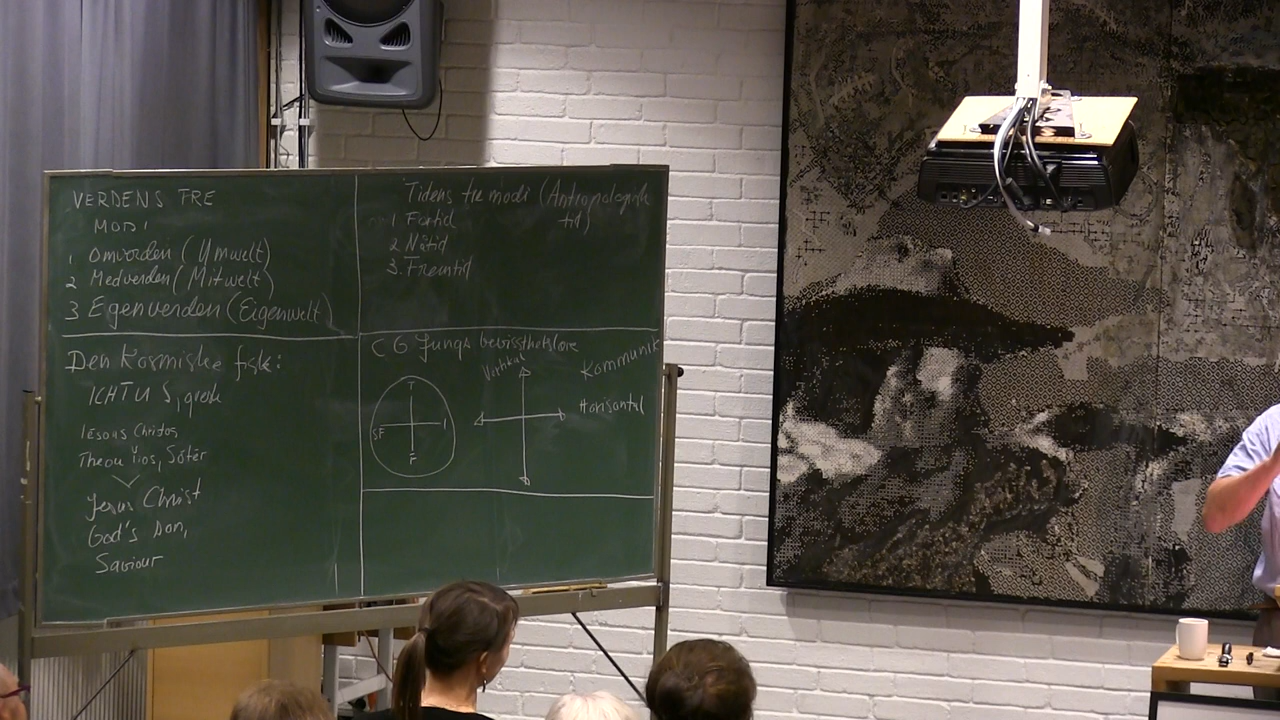 VERDENS TRE
MODI
1 Omverden (Umwelt)
2 Medverden (Mitwelt)
3 Egenverden (Eigenwelt)
Tidens tre modi (Antropologisk
tid)
1 Fortid
2 Nåtid
3. Fremtid
Den Kosmiske fisk:
ICHTUS, gresk
Iesous Christos
Theou Yios, Sōtēr
Jesus Christ
God's son,
Saviour
C G Jungs bevissthetslære
T
SF I
F
Vertikal
Kommunik
Horisontal